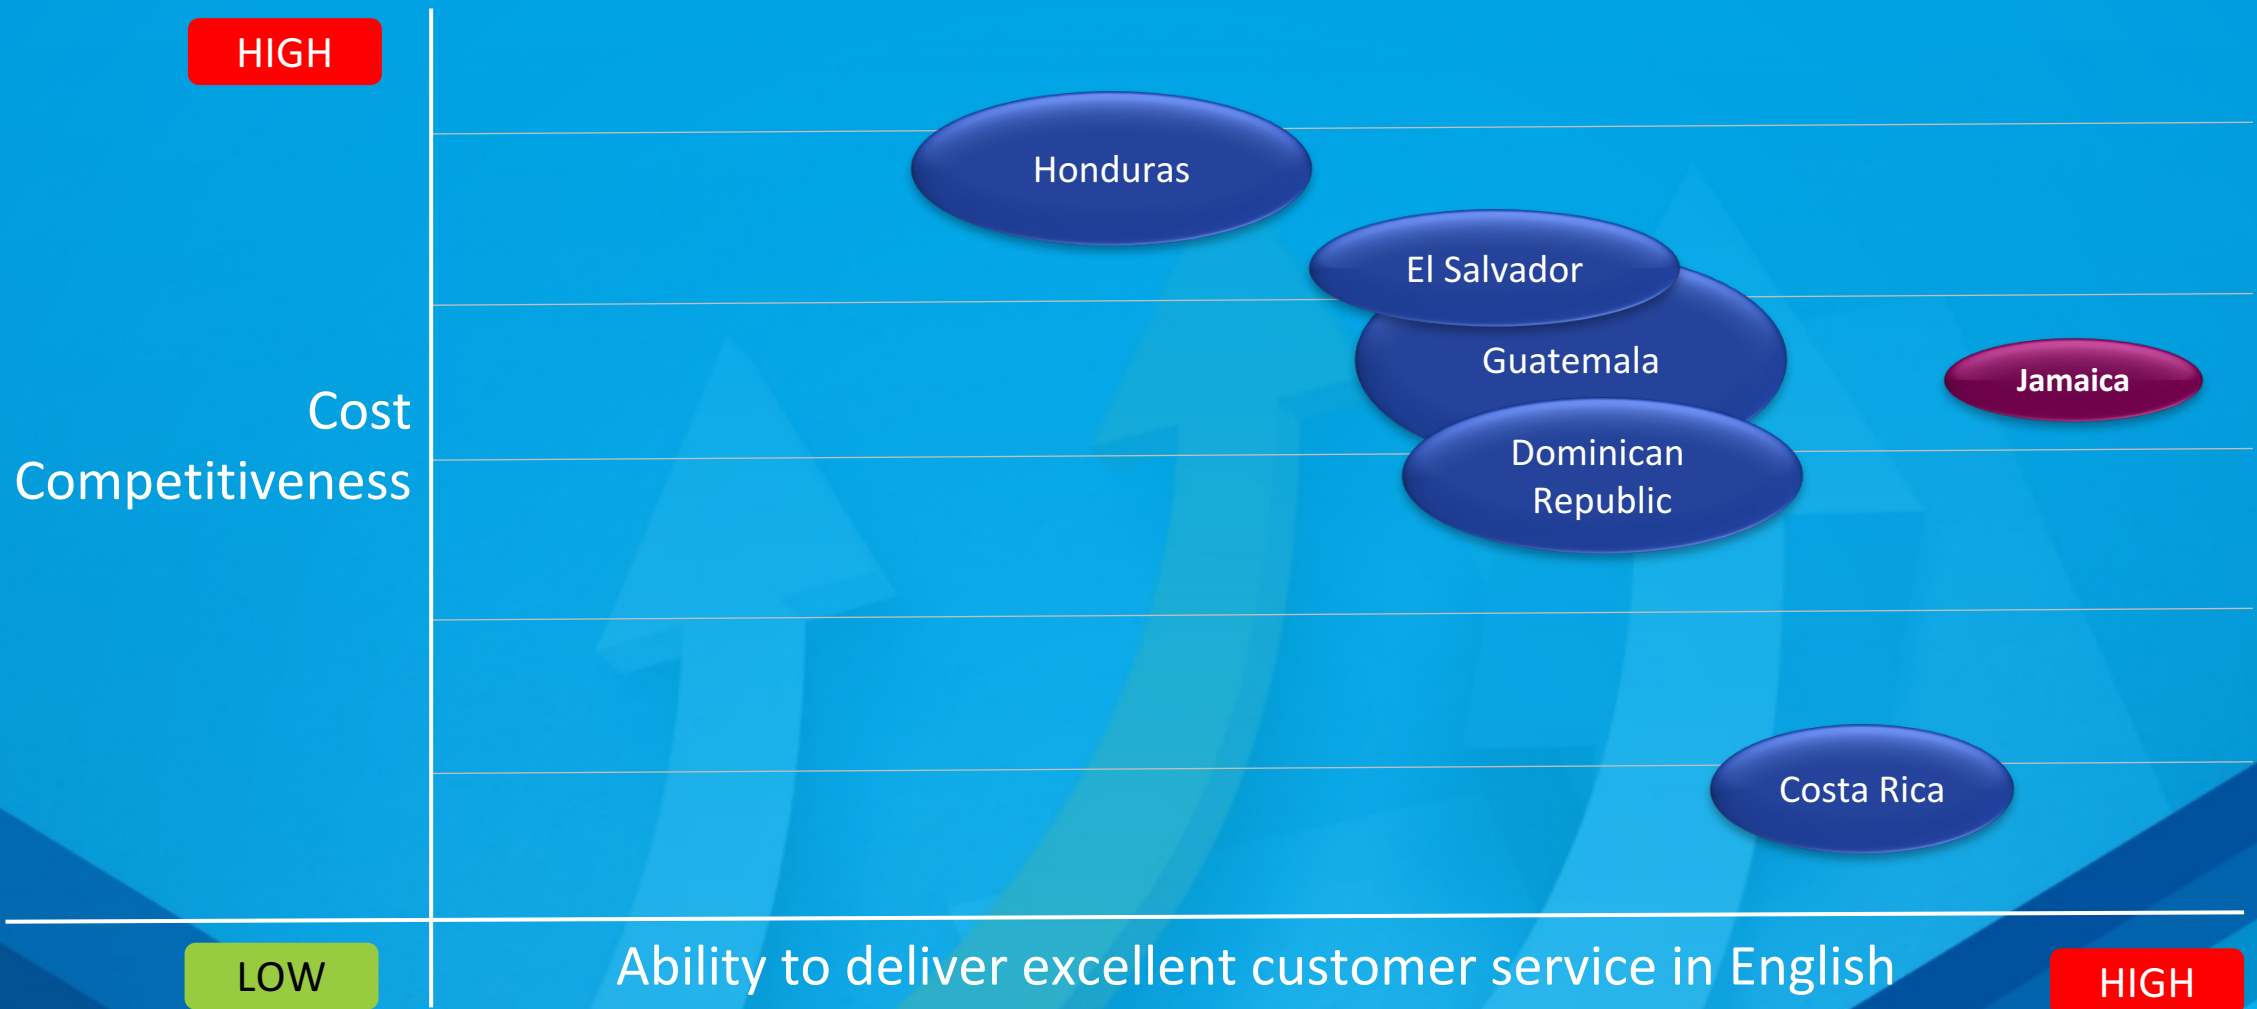 HIGH
Honduras
El Salvador
Guatemala
Jamaica
Cost
Competitiveness
Dominican
Republic
Costa Rica
LOW
Ability to deliver excellent customer service in English
HIGH